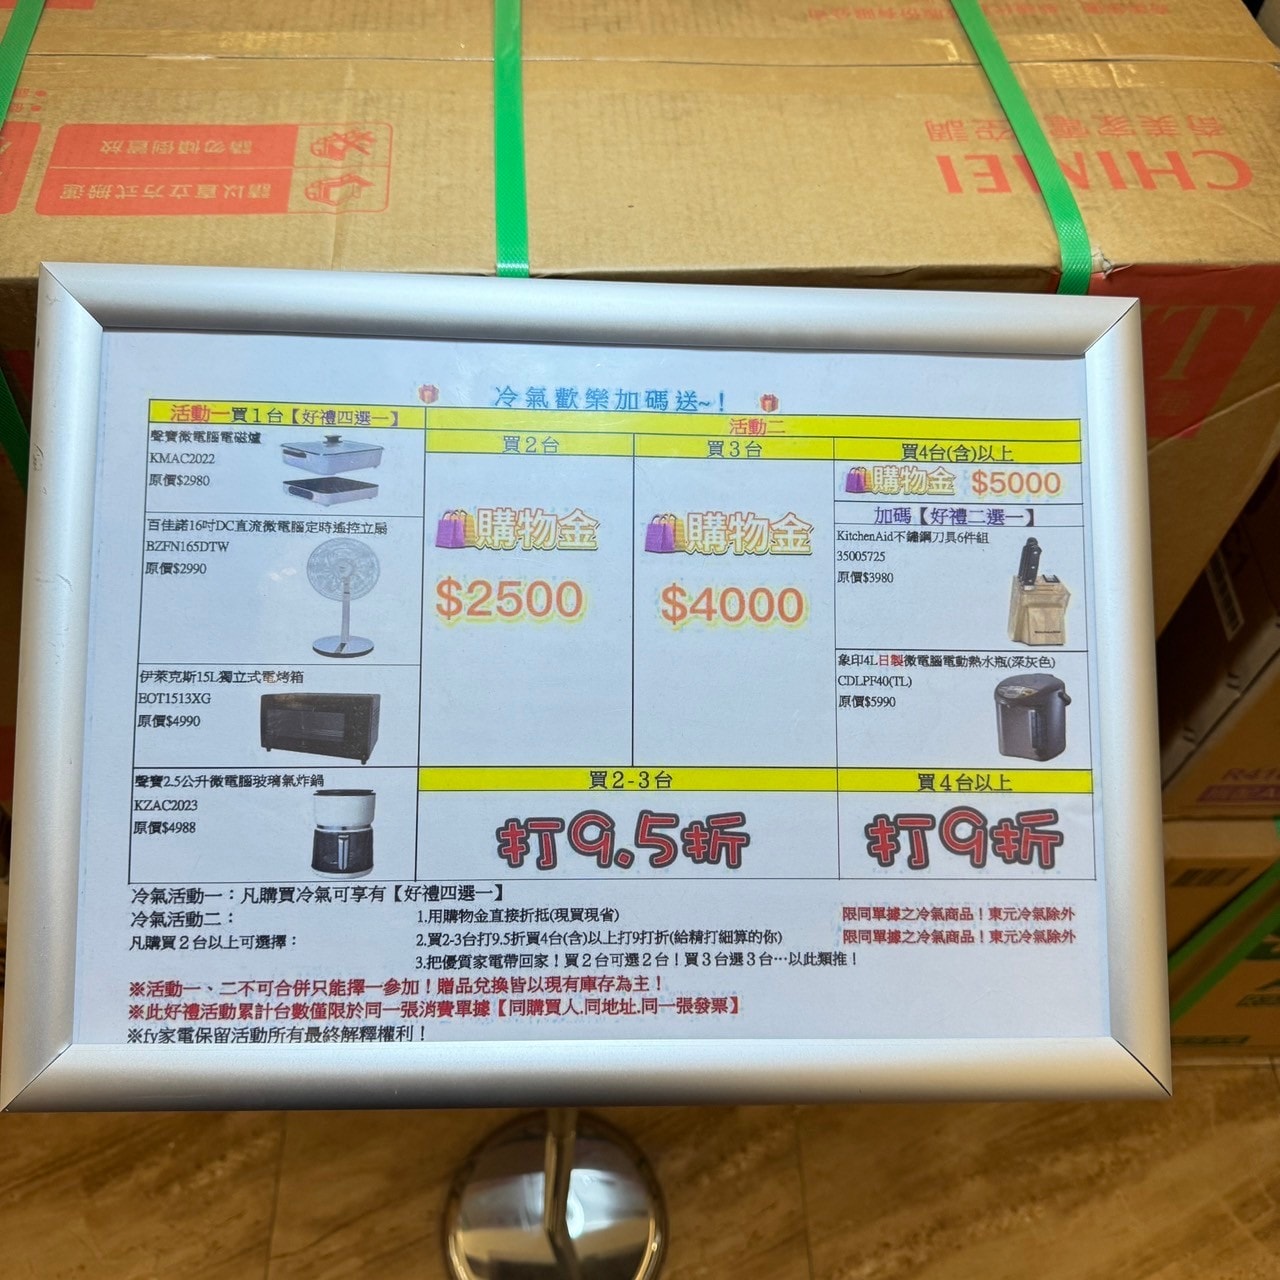 CHIMEI
奇美家電 空調
請勿傾倒置放
請以直立方式搬運
冷氣歡樂加碼送~!
活動一買1台【好禮四選一】
活動二
聲寶微電腦電磁爐
KMAC2022
原價$2980
百佳諾16吋DC直流微電腦定時遙控立扇
BZFN165DTW
原價$2990
伊萊克斯15L獨立式電烤箱
EOT1513XG
原價$4990
聲寶2.5公升微電腦玻璃氣炸鍋
KZAC2023
原價$4988
買2台
購物金
$2500
買3台
購物金
$4000
買4台(含)以上
購物金 $5000
加碼【好禮二選一】
KitchenAid不鏽鋼刀具6件組
35005725
原價$3980
象印4L日製微電腦電動熱水瓶(深灰色)
CDLPF40(TL)
原價$5990
買2-3台
打9.5折
買4台以上
打9折
冷氣活動一：凡購買冷氣可享有【好禮四選一】
冷氣活動二：
凡購買2台以上可選擇：
1.用購物金直接折抵(現買現省)
限同單據之冷氣商品！東元冷氣除外
2.買2-3台打9.5折買4台(含)以上打9打折(給精打細算的你)
限同單據之冷氣商品！東元冷氣除外
3.把優質家電帶回家！買2台可選2台！買3台選3台…以此類推！
※活動一、二不可合併只能擇一參加！贈品兌換皆以現有庫存為主！
※此好禮活動累計台數僅限於同一張消費單據【同購買人.同地址.同一張發票】
※fy家電保留活動所有最終解釋權利！